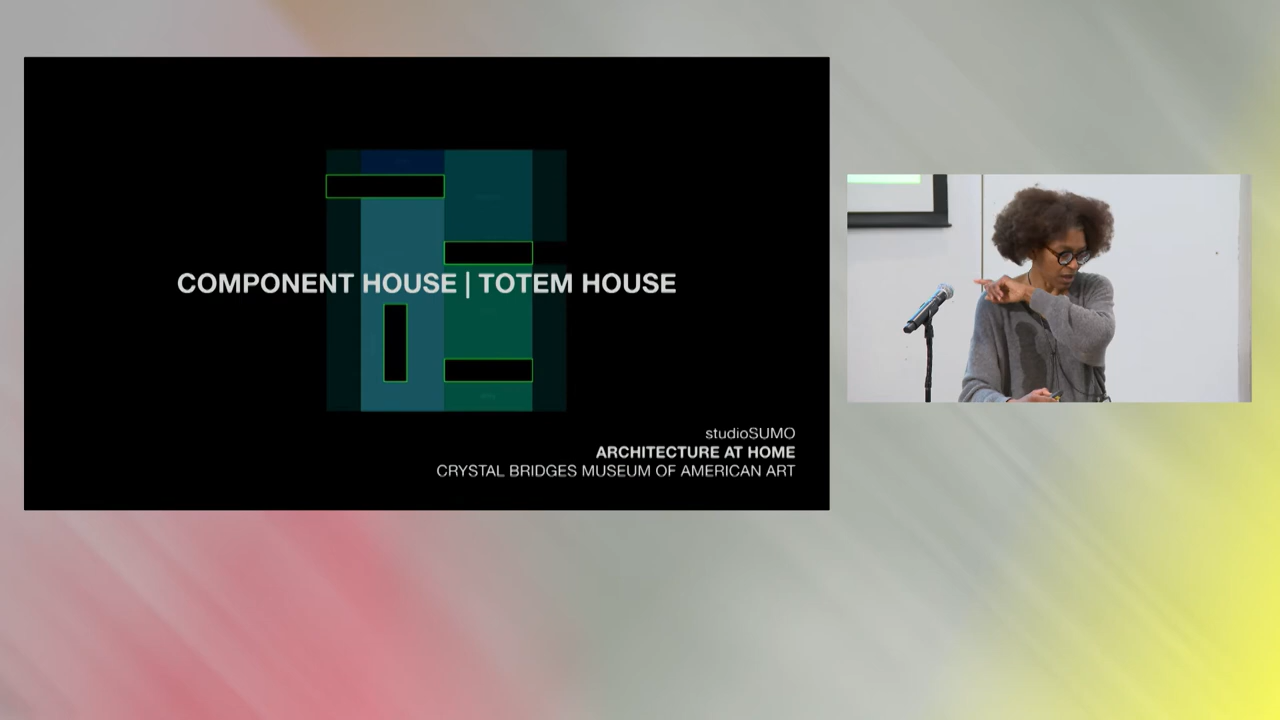 COMPONENT HOUSE | TOTEM HOUSE
studioSUMO
ARCHITECTURE AT HOME
CRYSTAL BRIDGES MUSEUM OF AMERICAN ART